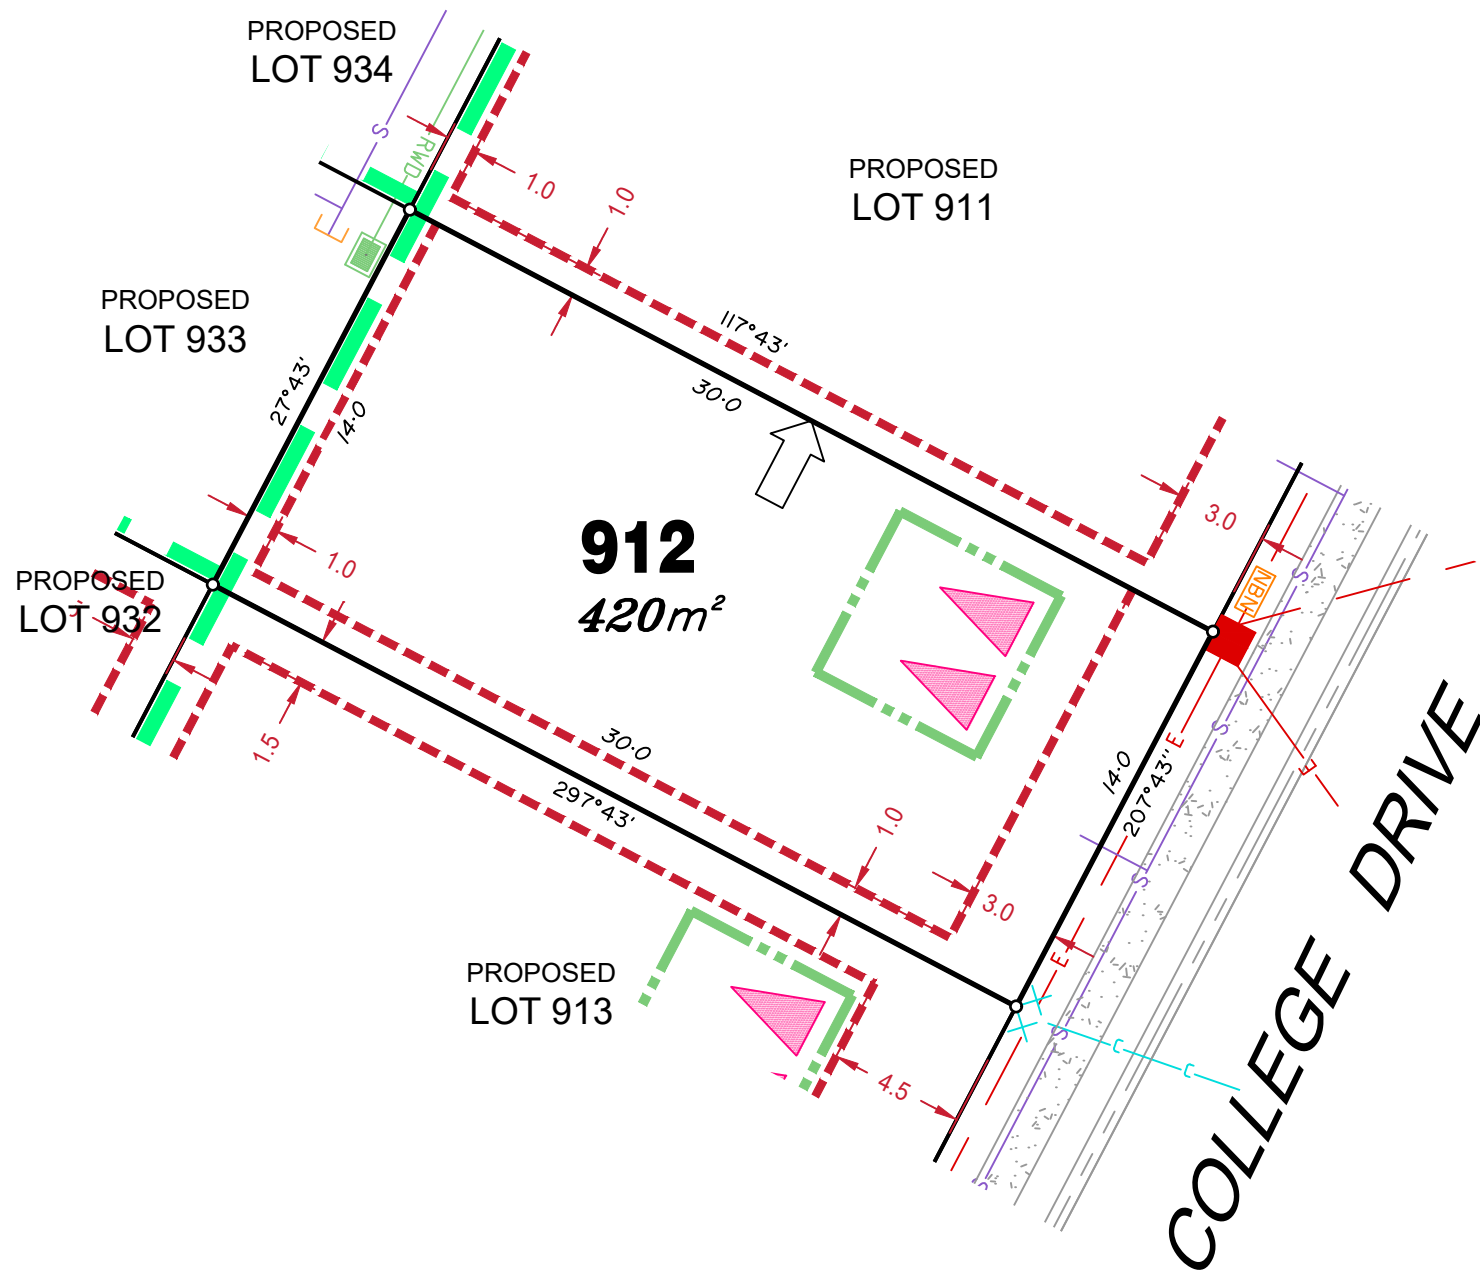 PROPOSED
LOT 934
S
RWD
1.0
1.0
PROPOSED
LOT 911
PROPOSED
LOT 933
117°43'
30·0
27°43'
14·0
3.0
NBN
S
912
420m²
1.0
PROPOSED
LOT 932
1.5
30·0
297°43'
14·0
207°43"
E
S
E
1.0
3.0
S
E
S
C
C
PROPOSED
LOT 913
4.5
S
COLLEGE DRIVE